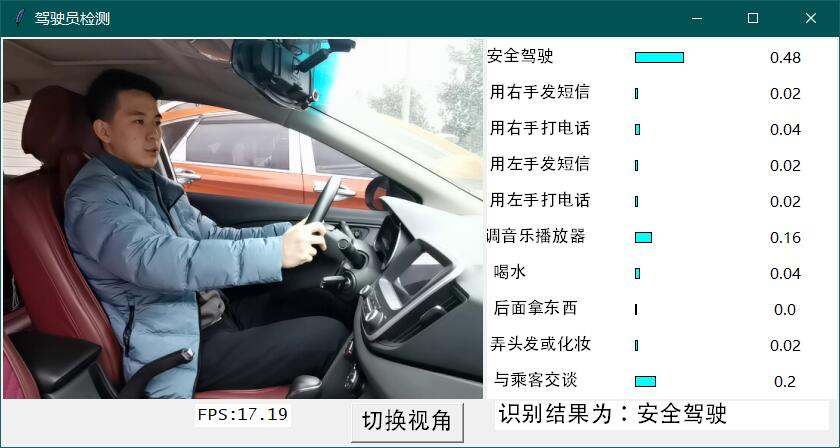 驾驶员检测
安全驾驶 0.48
用右手发短信 0.02
用右手打电话 0.04
用左手发短信 0.02
用左手打电话 0.02
调音乐播放器 0.16
喝水 0.04
后面拿东西 0.0
弄头发或化妆 0.02
与乘客交谈 0.2
FPS:17.19
切换视角
识别结果为：安全驾驶